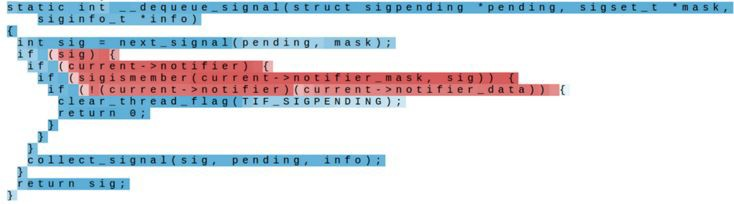 static int __dequeue_signal(struct sigpending *pending, sigset_t *mask,
siginfo_t *info)
{
int sig = next_signal(pending, mask);
if (sig) {
if (current->notifier) {
if (sigismember(current->notifier_mask, sig)) {
if (!(current->notifier)(current->notifier_data)) {
clear_thread_flag(TIF_SIGPENDING);
return 0;
}
}
}
collect_signal(sig, pending, info);
}
return sig;
}